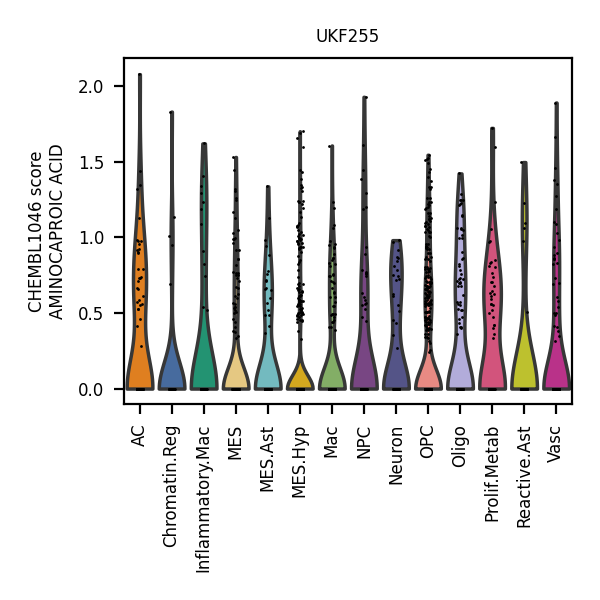 UKF255
CHEMBL1046 score
AMINOCAPROIC ACID
2.0
1.5
1.0
0.5
0.0
AC
Chromatin.Reg
Inflammatory.Mac
MES
MES.Ast
MES.Hyp
Mac
NPC
Neuron
OPC
Oligo
Prolif.Metab
Reactive.Ast
Vasc